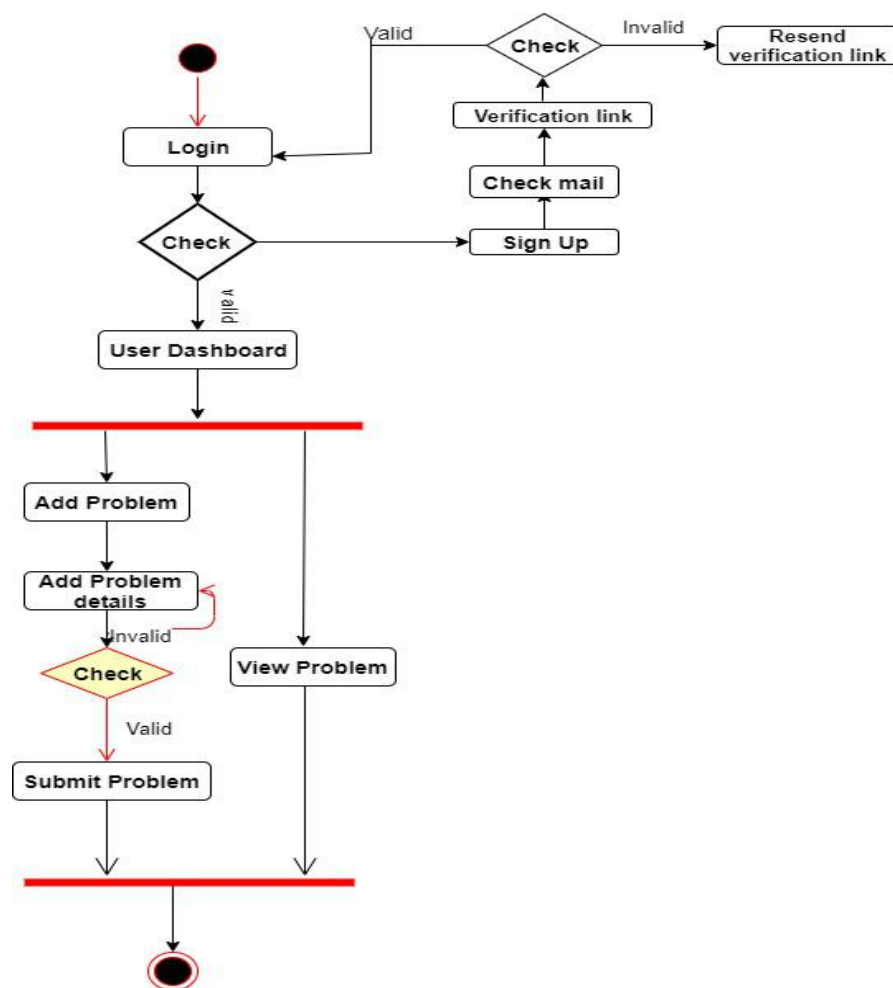 Valid
Check
Invalid
Resend
verification link
Verification link
Login
Check mail
Check
Sign Up
valid
User Dashboard
Add Problem
Add Problem
details
Invalid
Check
View Problem
Valid
Submit Problem